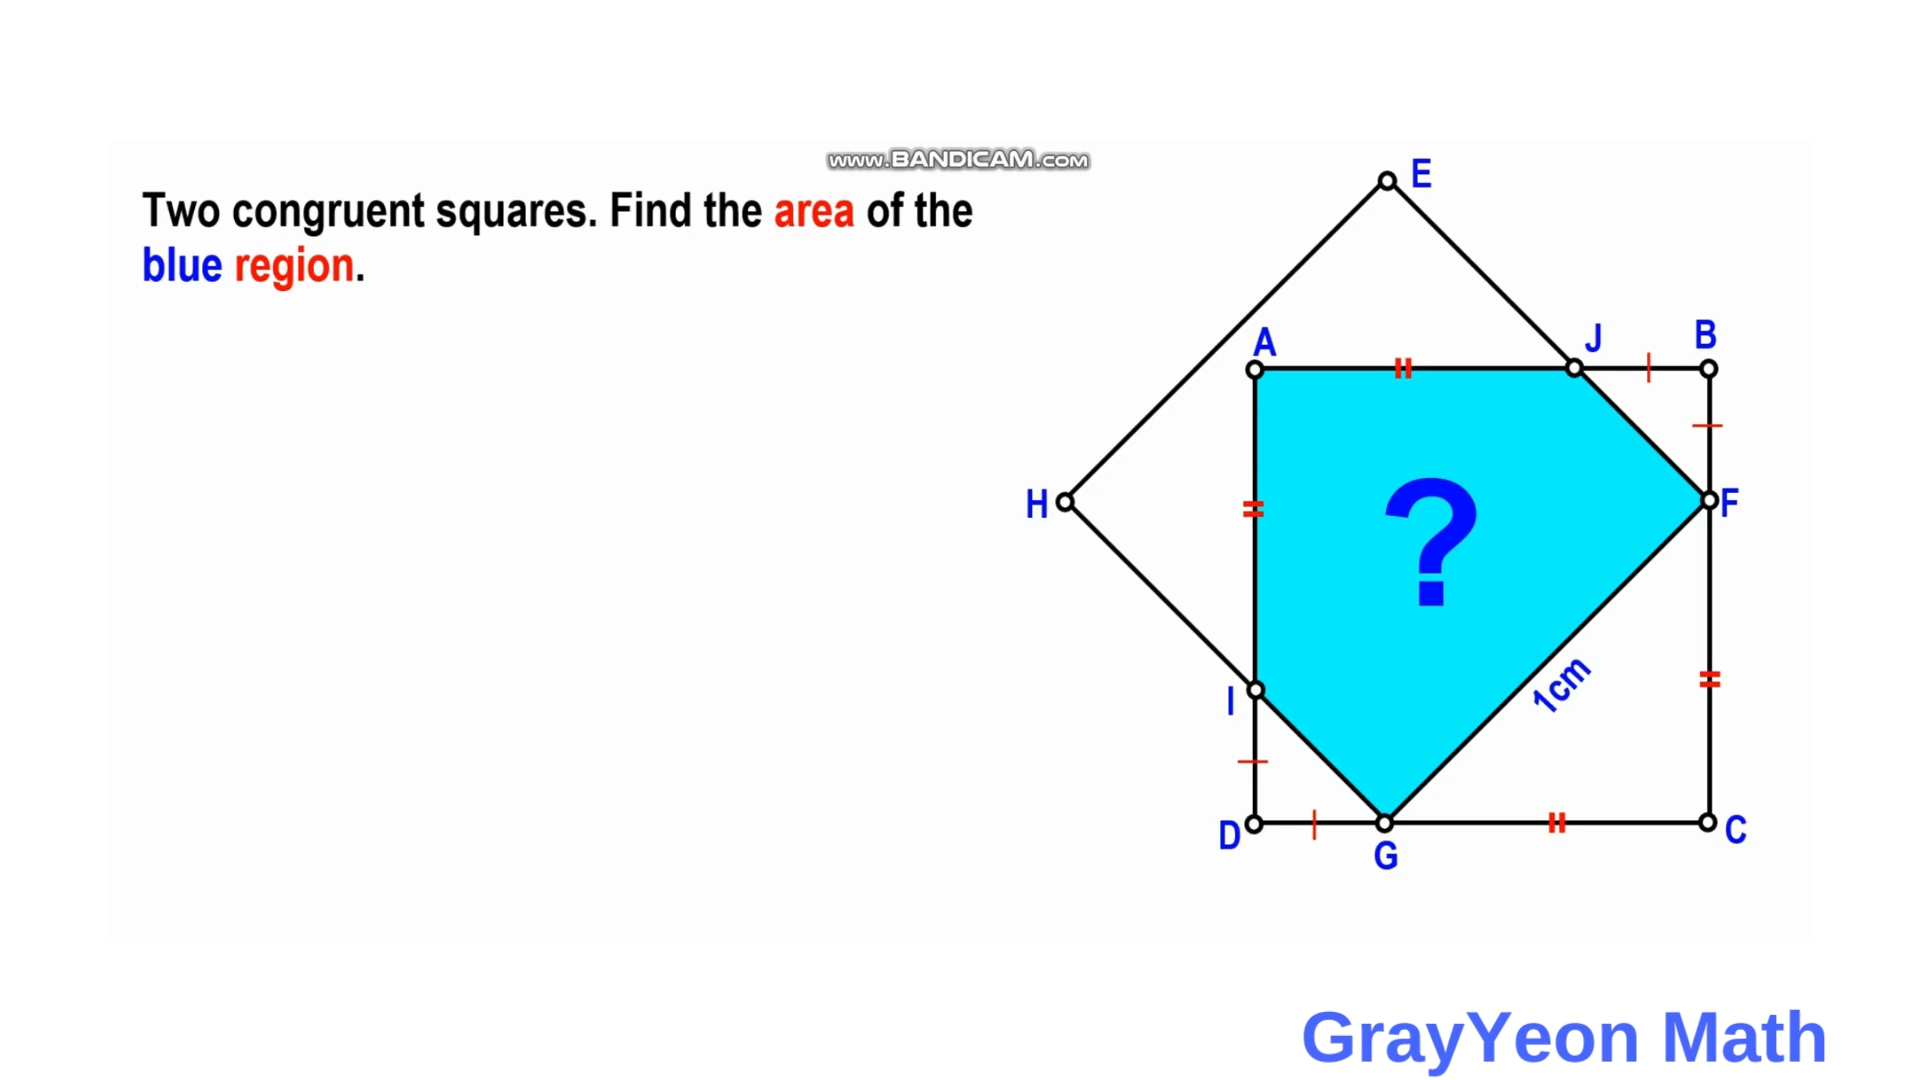 www.BANDICAM.com
Two congruent squares. Find the area of the
blue region.
E
A
J
B
H
?
F
1cm
I
D
G
C
GrayYeon Math